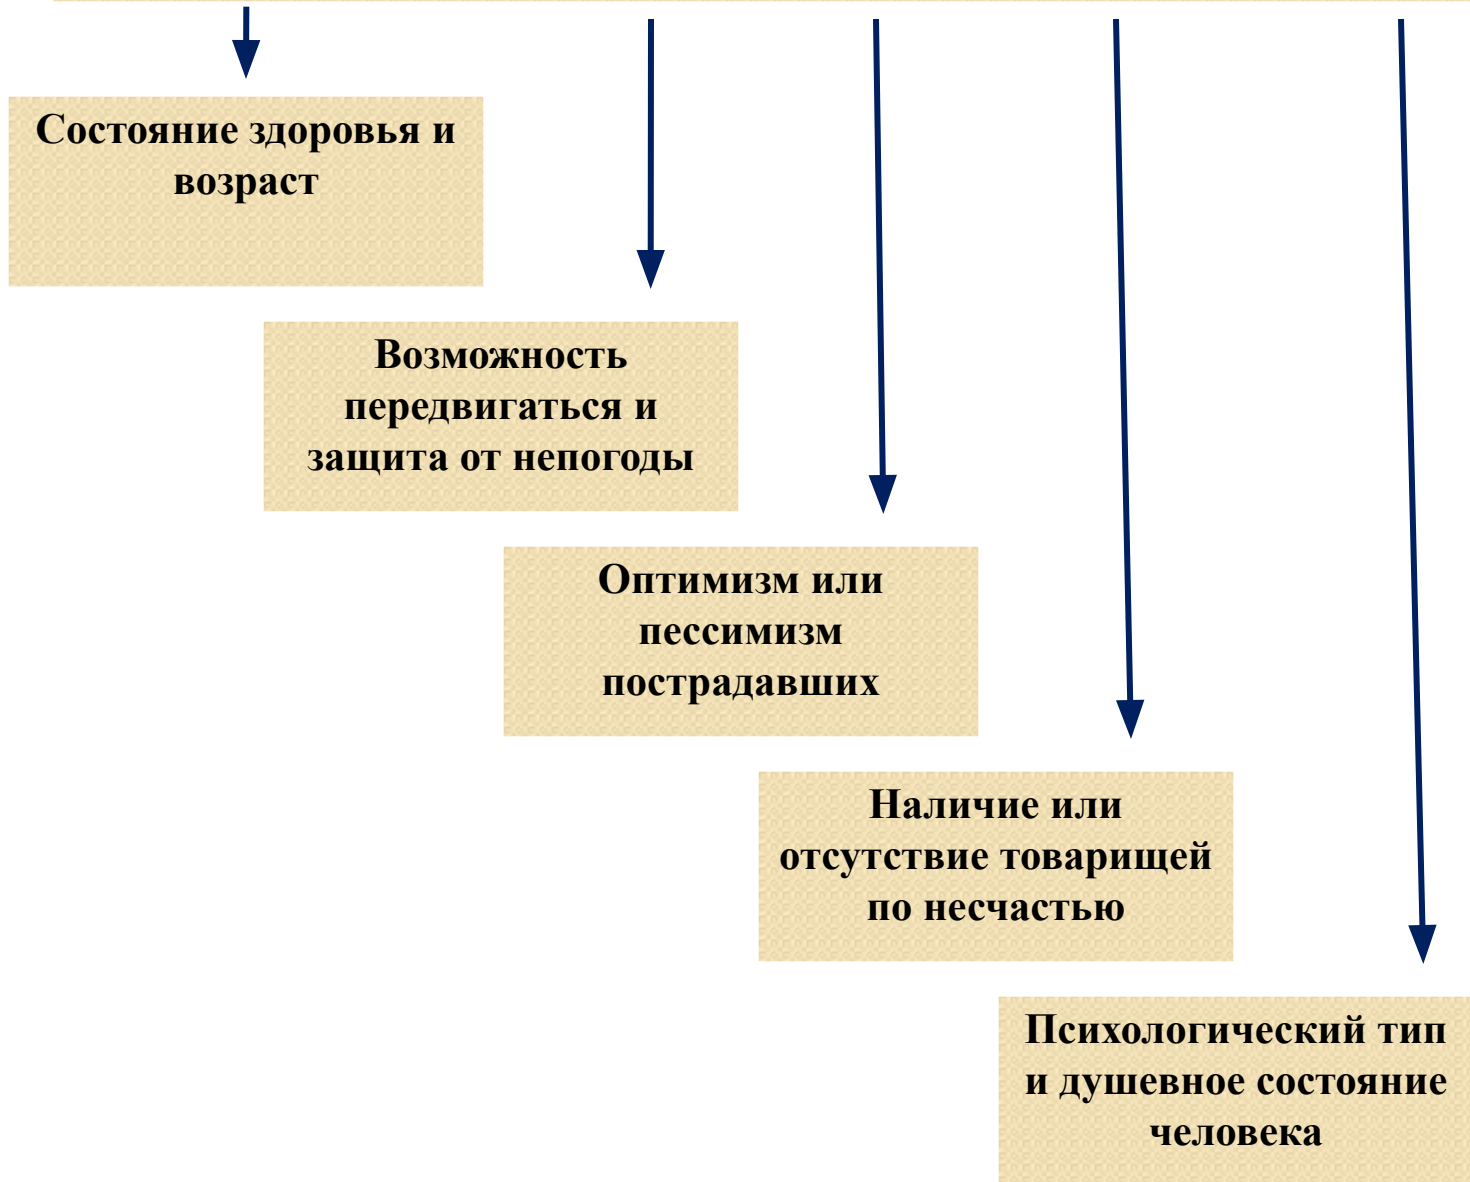 Состояние здоровья и
возраст
Возможность
передвигаться и
защита от непогоды
Оптимизм или
пессимизм
пострадавших
Наличие или
отсутствие товарищей
по несчастью
Психологический тип
и душевное состояние
человека